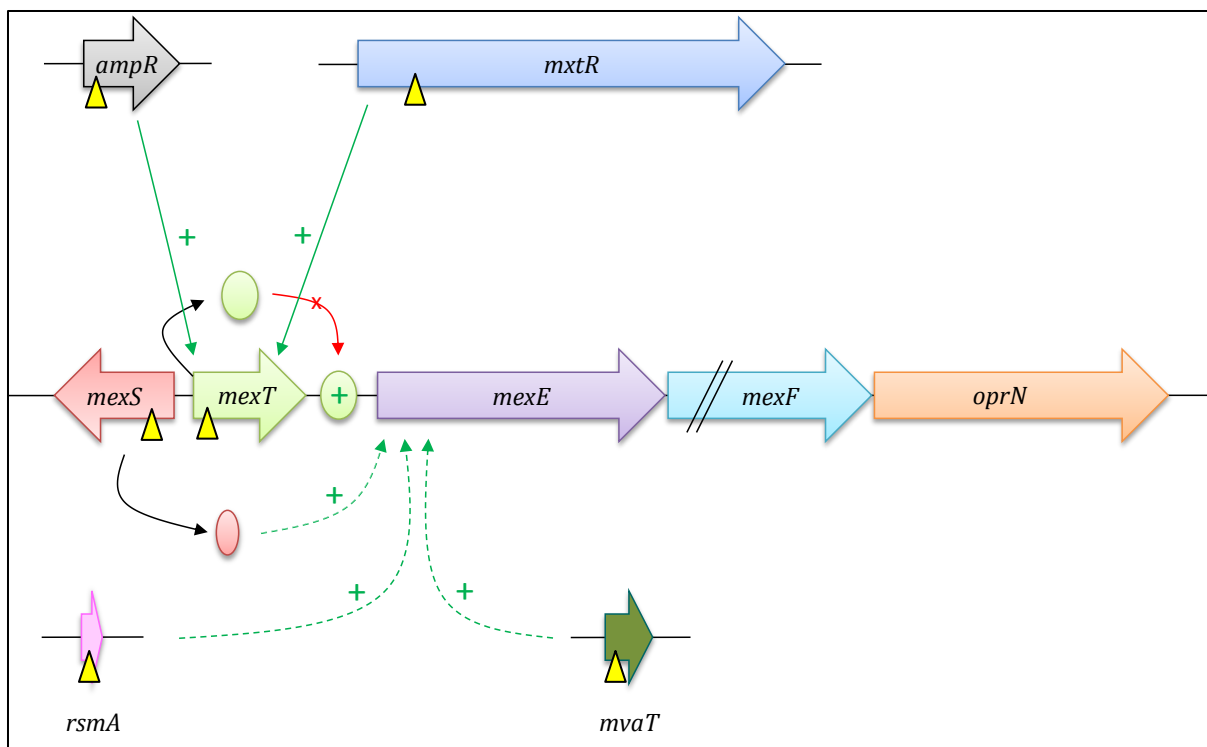 ampR
mxtR
+
+
x
mexS
mexT
+
mexE
mexF
oprN
+
+
+
rsmA
mvaT